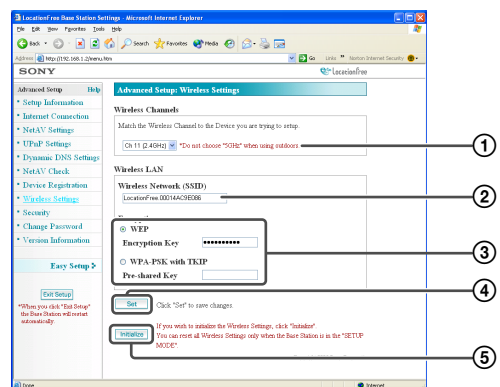 LocationFree Base Station Settings - Microsoft Internet Explorer
File Edit View Favorites Tools Help
Back Search Favorites Media
Address http://192.168.1.2/menu.htm Go Links » Norton Internet Security
SONY LocationFree
Advanced Setup Help
Setup Information
Internet Connection
NetAV Settings
UPnP Settings
Dynamic DNS Settings
NetAV Check
Device Registration
Wireless Settings
Security
Change Password
Version Information
Easy Setup
Exit Setup
*When you click "Exit Setup"
the Base Station will restart
automatically.
Advanced Setup: Wireless Settings
Wireless Channels
Match the Wireless Channel to the Device you are trying to setup.
Ch 11 (2.4GHz) *Do not choose "5GHz" when using outdoors
1
Wireless LAN
Wireless Network (SSID)
LocationFree.00014AC9E086
2
WEP
Encryption Key ••••••••••
3
WPA-PSK with TKIP
Pre-shared Key
4
Set Click "Set" to save changes.
Initialize
If you wish to initialize the Wireless Settings, click "Initialize".
You can reset all Wireless Settings only when the Base Station is in the "SETUP
MODE".
5
Done Internet